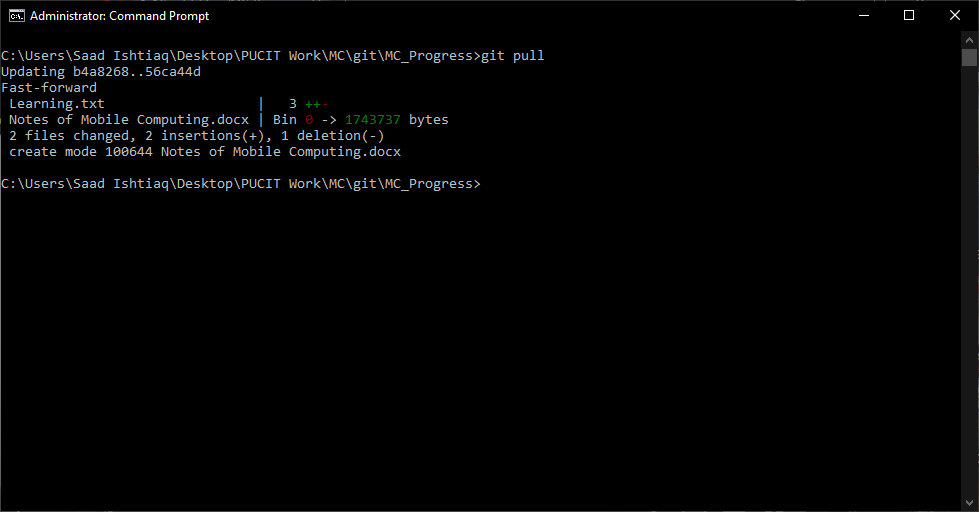 Administrator: Command Prompt
C:\Users\Saad Ishtiaq\Desktop\PUCIT Work\MC\git\MC_Progress>git pull
Updating b4a8268..56ca44d
Fast-forward
 Learning.txt                   |   3 ++-
 Notes of Mobile Computing.docx | Bin 0 -> 1743737 bytes
 2 files changed, 2 insertions(+), 1 deletion(-)
 create mode 100644 Notes of Mobile Computing.docx
C:\Users\Saad Ishtiaq\Desktop\PUCIT Work\MC\git\MC_Progress>